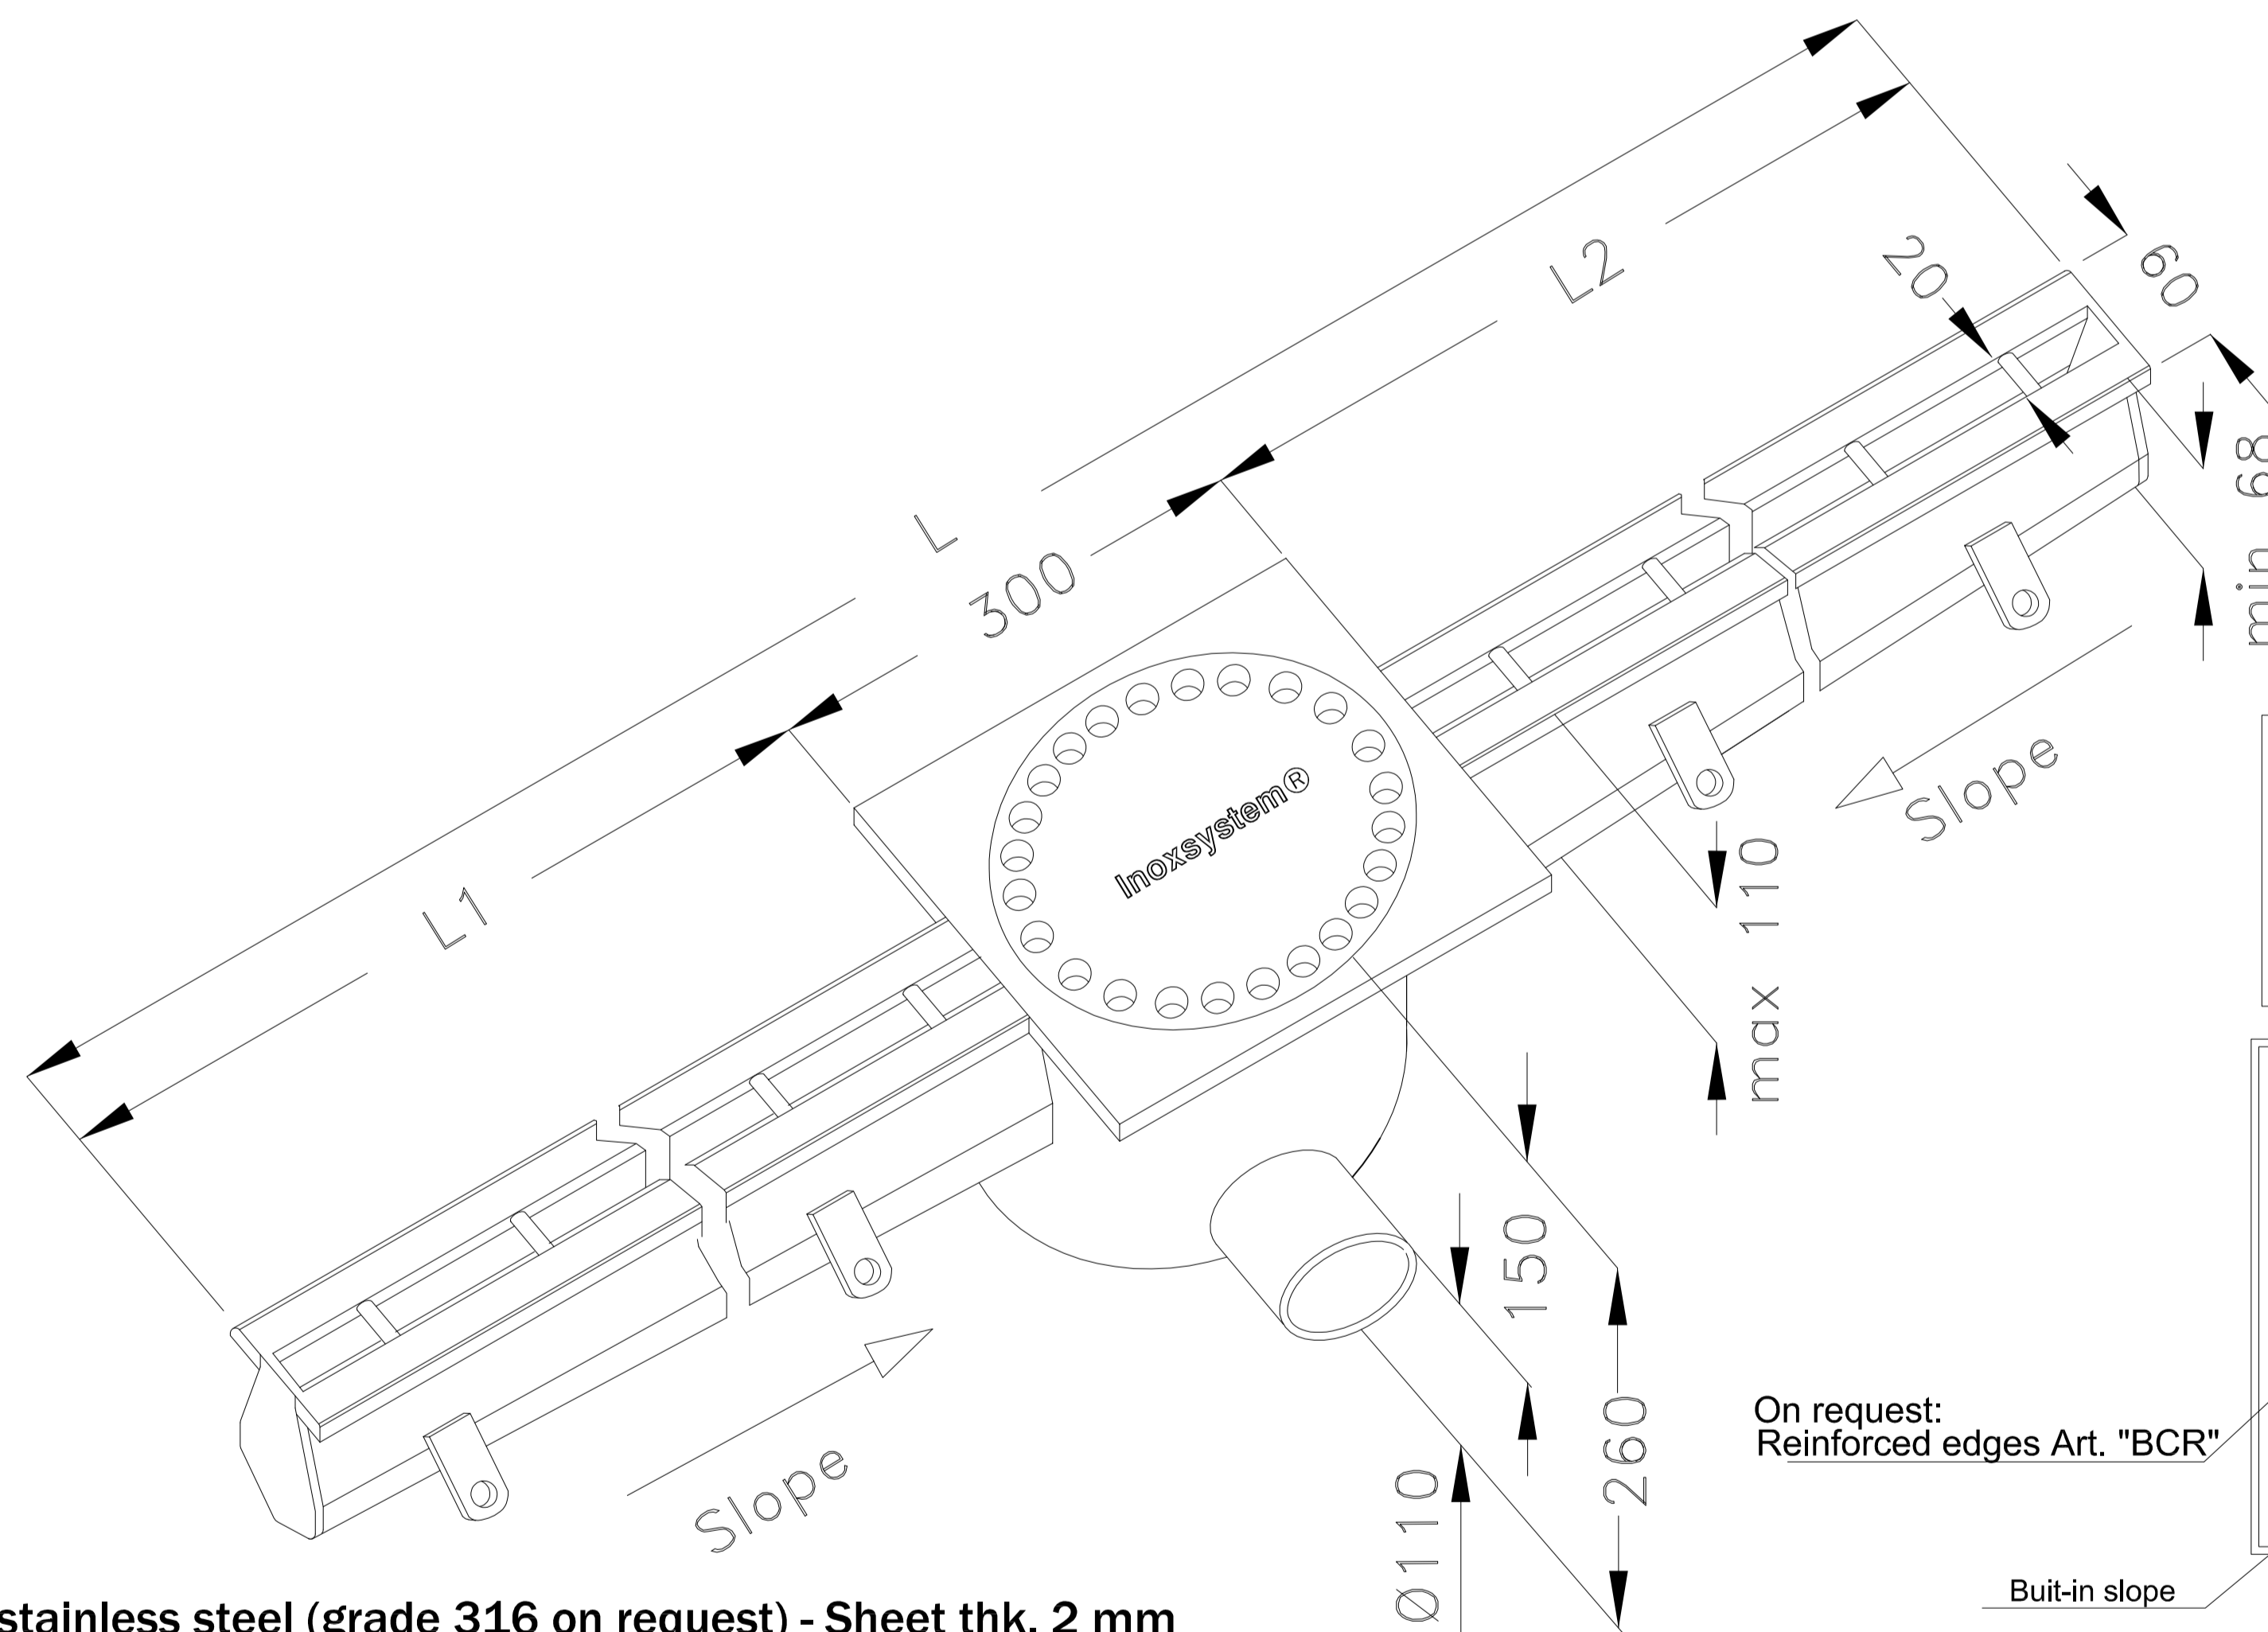 L
L2
300
L1
20
60
min 68
Inoxsystem®
Slope
max 110
150
260
Ø110
Slope
On request:
Reinforced edges Art. "BCR"
Buit-in slope
stainless steel (grade 316 on request) - Sheet thk. 2 mm